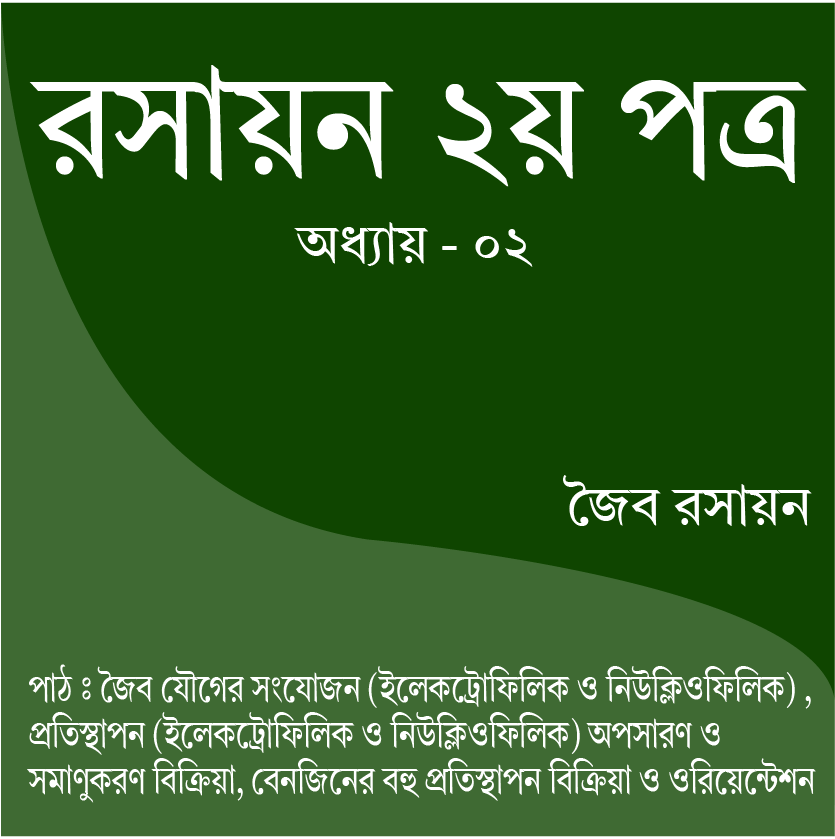 রসায়ন ২য় পত্র
অধ্যায় - ০২
জৈব রসায়ন
পাঠ ঃ জৈব যৌগের সংযোজন (ইলেকট্রোফিলিক ও নিউক্লিওফিলিক) ,
প্রতিস্থাপন (ইলেকট্রোফিলিক ও নিউক্লিওফিলিক) অপসারণ ও
সমাণুকরণ বিক্রিয়া, বেনজিনের বহু প্রতিস্থাপন বিক্রিয়া ও ওরিয়েন্টেশন